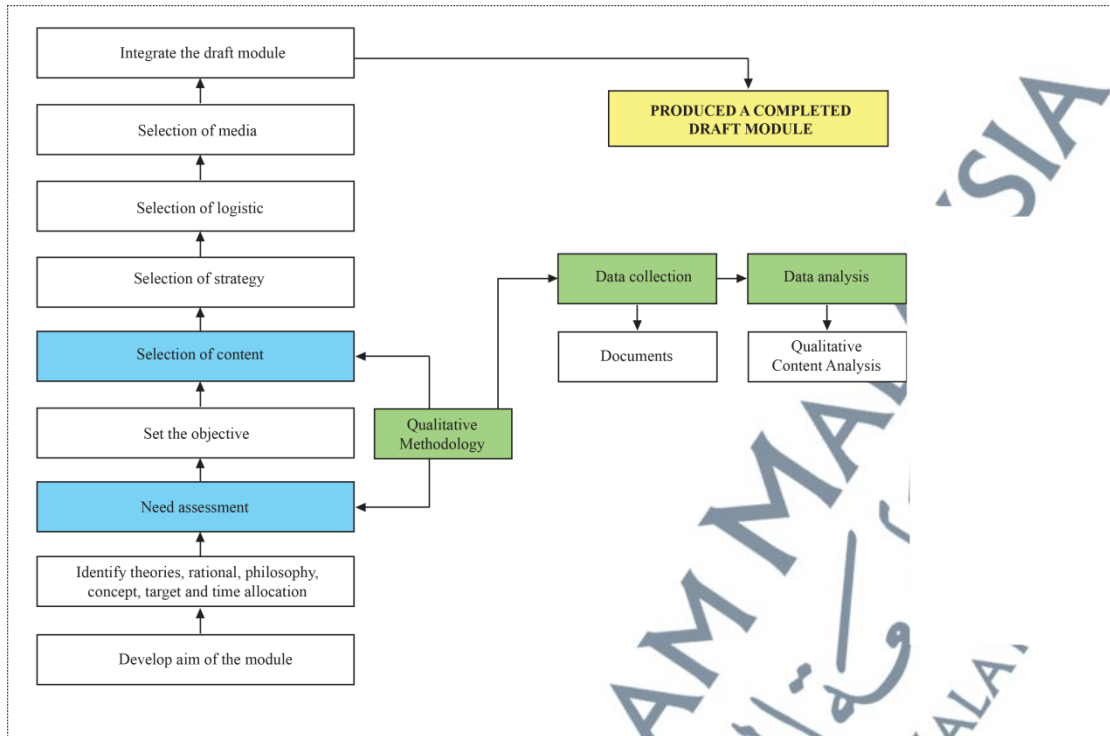 Integrate the draft module
PRODUCED A COMPLETED
DRAFT MODULE
Selection of media
Selection of logistic
Selection of strategy
Data collection
Data analysis
Selection of content
Documents
Qualitative
Content Analysis
Set the objective
Qualitative
Methodology
Need assessment
Identify theories, rational, philosophy,
concept, target and time allocation
Develop aim of the module